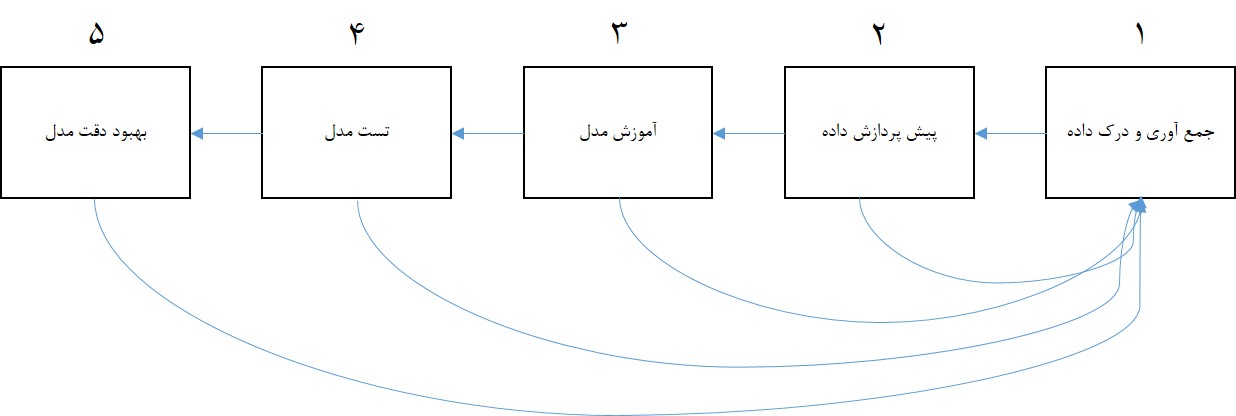 ۱
۲
۳
۴
۵
جمع آوری و درک داده
پیش پردازش داده
آموزش مدل
تست مدل
بهبود دقت مدل